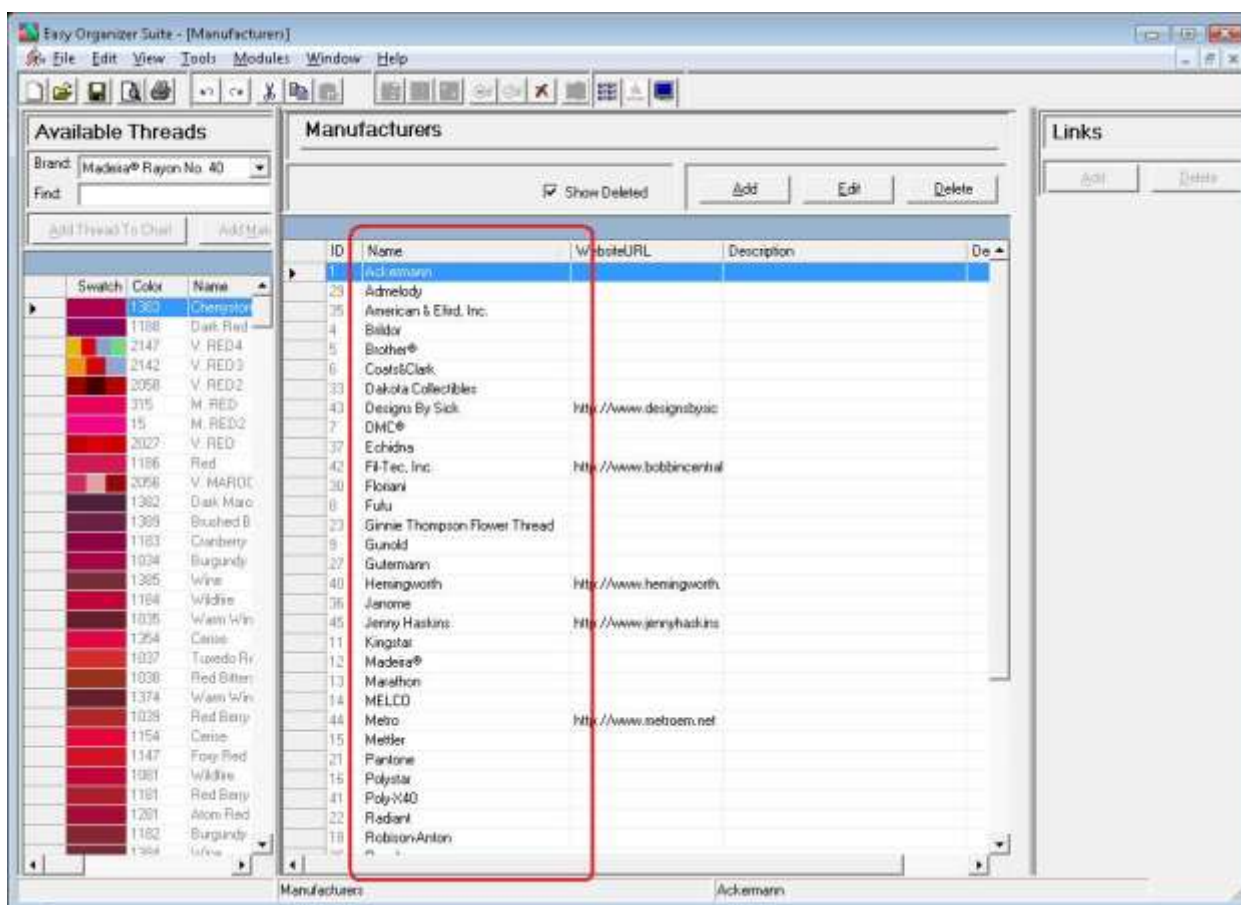 Easy Organizer Suite - [Manufacturers]
File Edit View Tools Modules Window Help
Available Threads
Brand: Madeira® Rayon No. 40
Find:
Add Thread To Chart
Swatch Color Name
1383
1188 Dark Red
2147 V. RED4
2142 V. RED3
2058 V. RED2
315 M. RED
15 M. RED2
2027 V. RED
1186 Red
2056
1382 Dark Maro
1389 Brushed B
1183 Cranberry
1034 Burgundy
1385 Wine
1184 Wildfire
1035 Warm Win
1354 Cerise
1037 Tuxedo R
1038 Red Bitter
1374 Warm Win
1039 Red Berry
1154 Cerise
1147 Foxy Red
1081 Wildfire
1181 Red Berry
1281 Atom Red
1182 Burgundy
Manufacturers
Show Deleted Add Edit Delete
ID Name WebsiteURL Description De
1 Ackermann
29 Admelody
35 American & Efird, Inc.
4 Brildor
5 Brother®
6 Coats&Clark
33 Dakota Collectibles
43 Designs By Sick http://www.designsbysic
7 DMC®
37 Echidna
42 Fil-Tec, Inc. http://www.bobbincentral
30 Floriani
8 Fufu
23 Ginnie Thompson Flower Thread
9 Gunold
27 Gutermann
40 Hemingworth http://www.hemingworth.
36 Janome
45 Jenny Haskins http://www.jennyhaskins
11 Kingstar
12 Madeira®
13 Marathon
14 MELCO
44 Metro http://www.metroem.net
15 Mettler
21 Pantone
16 Polystar
41 Poly-X40
22 Radiant
18 Robison-Anton
Links
Add Delete
Manufacturers Ackermann